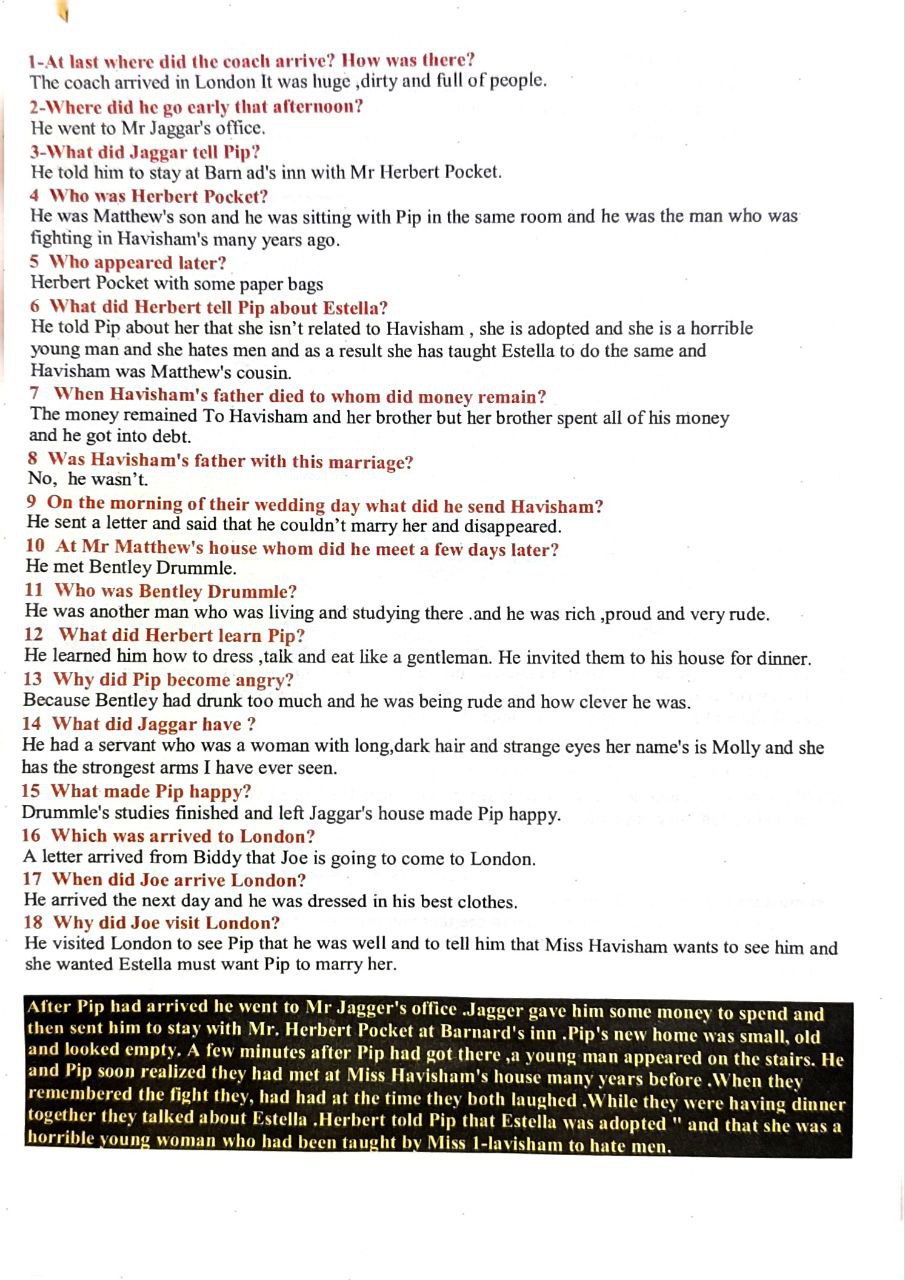 1-At last where did the coach arrive? How was there?
The coach arrived in London It was huge ,dirty and full of people.
2-Where did he go early that afternoon?
He went to Mr Jaggar's office.
3-What did Jaggar tell Pip?
He told him to stay at Barn ad's inn with Mr Herbert Pocket.
4 Who was Herbert Pocket?
He was Matthew's son and he was sitting with Pip in the same room and he was the man who was
fighting in Havisham's many years ago.
5 Who appeared later?
Herbert Pocket with some paper bags
6 What did Herbert tell Pip about Estella?
He told Pip about her that she isn't related to Havisham , she is adopted and she is a horrible
young man and she hates men and as a result she has taught Estella to do the same and
Havisham was Matthew's cousin.
7 When Havisham's father died to whom did money remain?
The money remained To Havisham and her brother but her brother spent all of his money
and he got into debt.
8 Was Havisham's father with this marriage?
No, he wasn't.
9 On the morning of their wedding day what did he send Havisham?
He sent a letter and said that he couldn't marry her and disappeared.
10 At Mr Matthew's house whom did he meet a few days later?
He met Bentley Drummle.
11 Who was Bentley Drummle?
He was another man who was living and studying there .and he was rich ,proud and very rude.
12 What did Herbert learn Pip?
He learned him how to dress ,talk and eat like a gentleman. He invited them to his house for dinner.
13 Why did Pip become angry?
Because Bentley had drunk too much and he was being rude and how clever he was.
14 What did Jaggar have ?
He had a servant who was a woman with long,dark hair and strange eyes her name's is Molly and she
has the strongest arms I have ever seen.
15 What made Pip happy?
Drummle's studies finished and left Jaggar's house made Pip happy.
16 Which was arrived to London?
A letter arrived from Biddy that Joe is going to come to London.
17 When did Joe arrive London?
He arrived the next day and he was dressed in his best clothes.
18 Why did Joe visit London?
He visited London to see Pip that he was well and to tell him that Miss Havisham wants to see him and
she wanted Estella must want Pip to marry her.
After Pip had arrived he went to Mr Jagger's office .Jagger gave him some money to spend and
then sent him to stay with Mr. Herbert Pocket at Barnard's inn .Pip's new home was small, old
and looked empty. A few minutes after Pip had got there ,a young man appeared on the stairs. He
and Pip soon realized they had met at Miss Havisham's house many years before .When they
remembered the fight they, had had at the time they both laughed .While they were having dinner
together they talked about Estella .Herbert told Pip that Estella was adopted " and that she was a
horrible young woman who had been taught by Miss 1-lavisham to hate men.